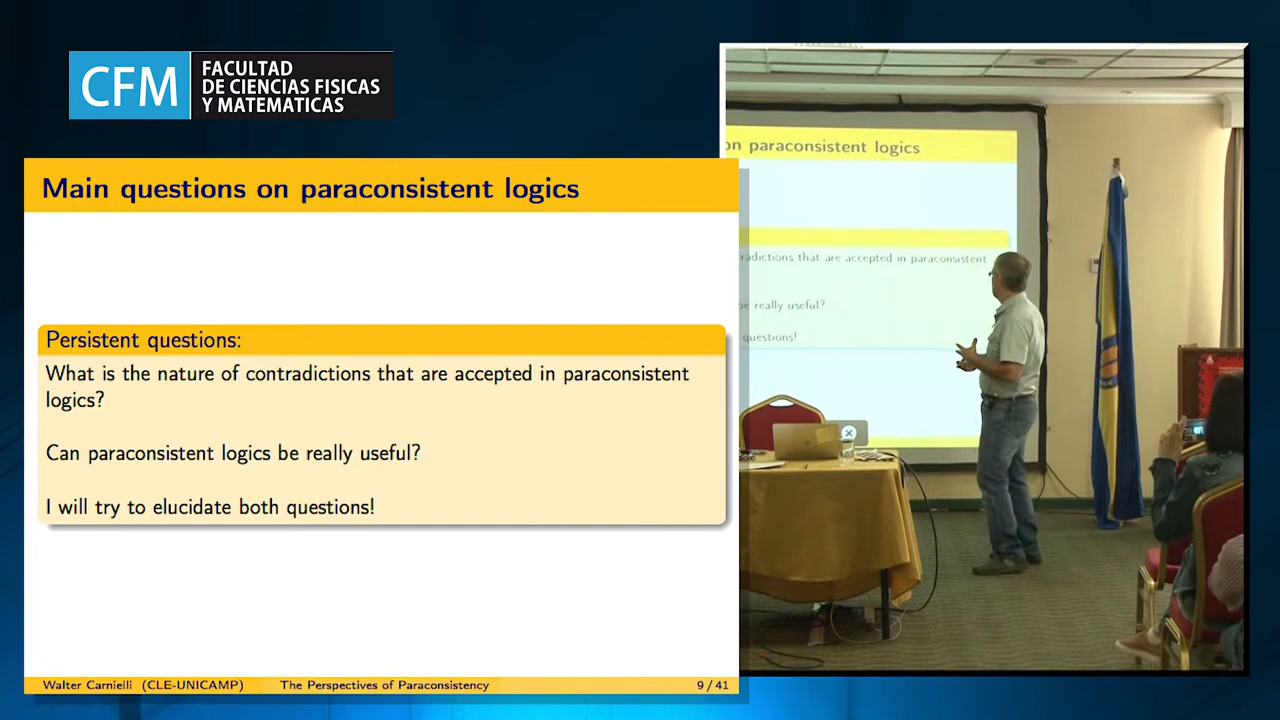 CFM
FACULTAD
DE CIENCIAS FISICAS
Y MATEMATICAS
Main questions on paraconsistent logics
Persistent questions:
What is the nature of contradictions that are accepted in paraconsistent
logics?
Can paraconsistent logics be really useful?
I will try to elucidate both questions!
Walter Carnielli (CLE-UNICAMP) The Perspectives of Paraconsistency 9 / 41
on paraconsistent logics
radictions that are accepted in paraconsistent
be really useful?
questions!